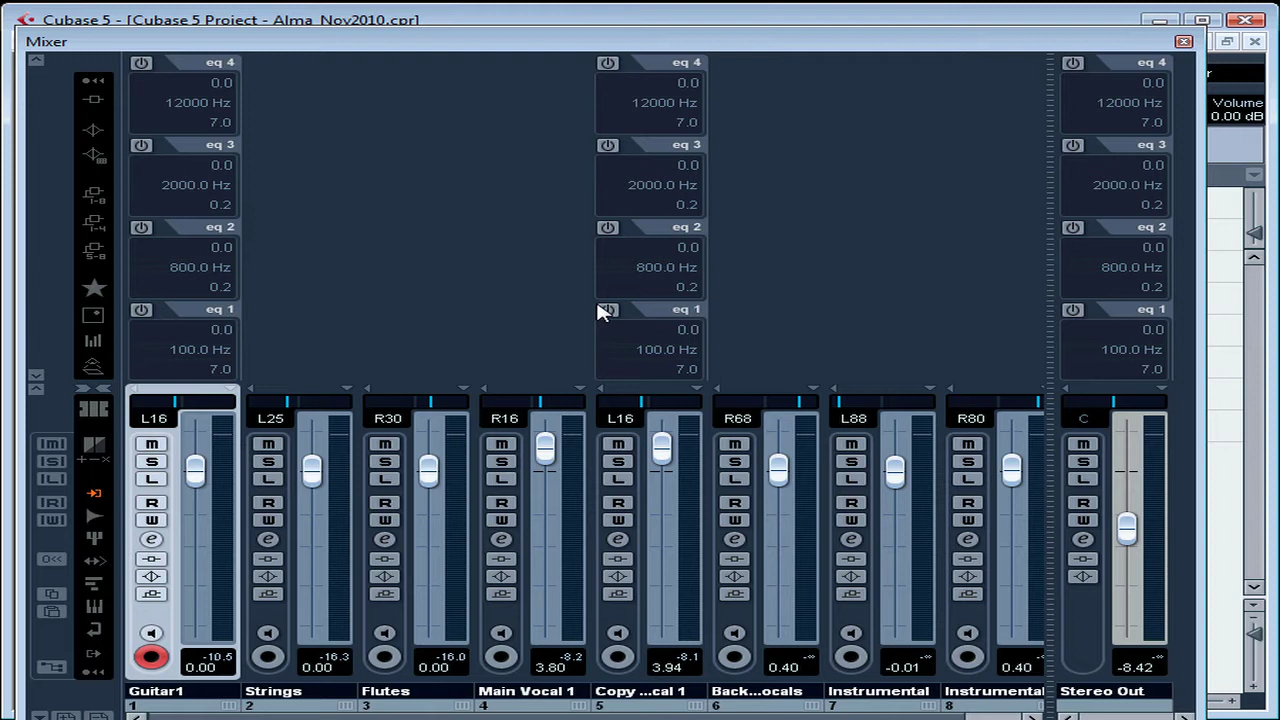 Cubase 5 - [Cubase 5 Project - Alma_Nov2010.cpr]
Mixer
eq 4 eq 4 eq 4
0.0 0.0 0.0
12000 Hz 12000 Hz 12000 Hz
7.0 7.0 7.0
Volume
0.00 dB
eq 3 eq 3 eq 3
0.0 0.0 0.0
2000.0 Hz 2000.0 Hz 2000.0 Hz
0.2 0.2 0.2
eq 2 eq 2 eq 2
0.0 0.0 0.0
800.0 Hz 800.0 Hz 800.0 Hz
0.2 0.2 0.2
eq 1 eq 1 eq 1
0.0 0.0 0.0
100.0 Hz 100.0 Hz 100.0 Hz
7.0 7.0 7.0
L16 L25 R30 R16 R68 L88 R80 C
M m m m m m m m m m
S S S S S S S S S S
L L L L L L L L L L
R R R R R R R R R R
W W W W W W W W W W
e e e e e e e e e
-10.5 -16.3 -16.0 -8.2 -8.1 -∞ -∞ -∞ -∞
0.00 0.00 0.00 3.80 3.94 .40 -0.01 0.40 -8.42
Guitar1 Strings Flutes Main Vocal 1 Copy ...cal 1 Back...ocals Instrumental Instrumental Stereo Out
1 2 3 4 5 6 7 8